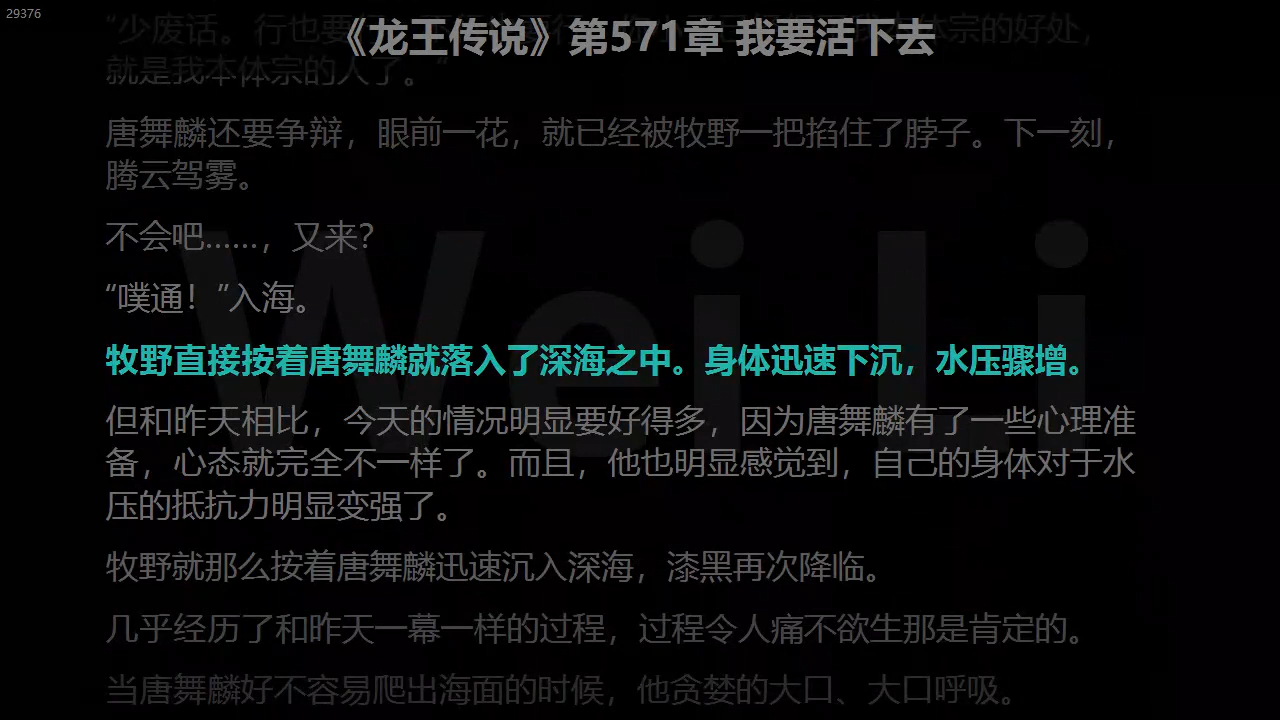 29376
《龙王传说》第571章 我要活下去
“少废话。行也要
体宗的好处，
就是我本体宗的人了。”
唐舞麟还要争辩，眼前一花，就已经被牧野一把掐住了脖子。下一刻，
腾云驾雾。
不会吧……，又来？
“噗通！”入海。
牧野直接按着唐舞麟就落入了深海之中。身体迅速下沉，水压骤增。
但和昨天相比，今天的情况明显要好得多，因为唐舞麟有了一些心理准
备，心态就完全不一样了。而且，他也明显感觉到，自己的身体对于水
压的抵抗力明显变强了。
牧野就那么按着唐舞麟迅速沉入深海，漆黑再次降临。
几乎经历了和昨天一幕一样的过程，过程令人痛不欲生那是肯定的。
当唐舞麟好不容易爬出海面的时候，他贪婪的大口、大口呼吸。
Wei Li